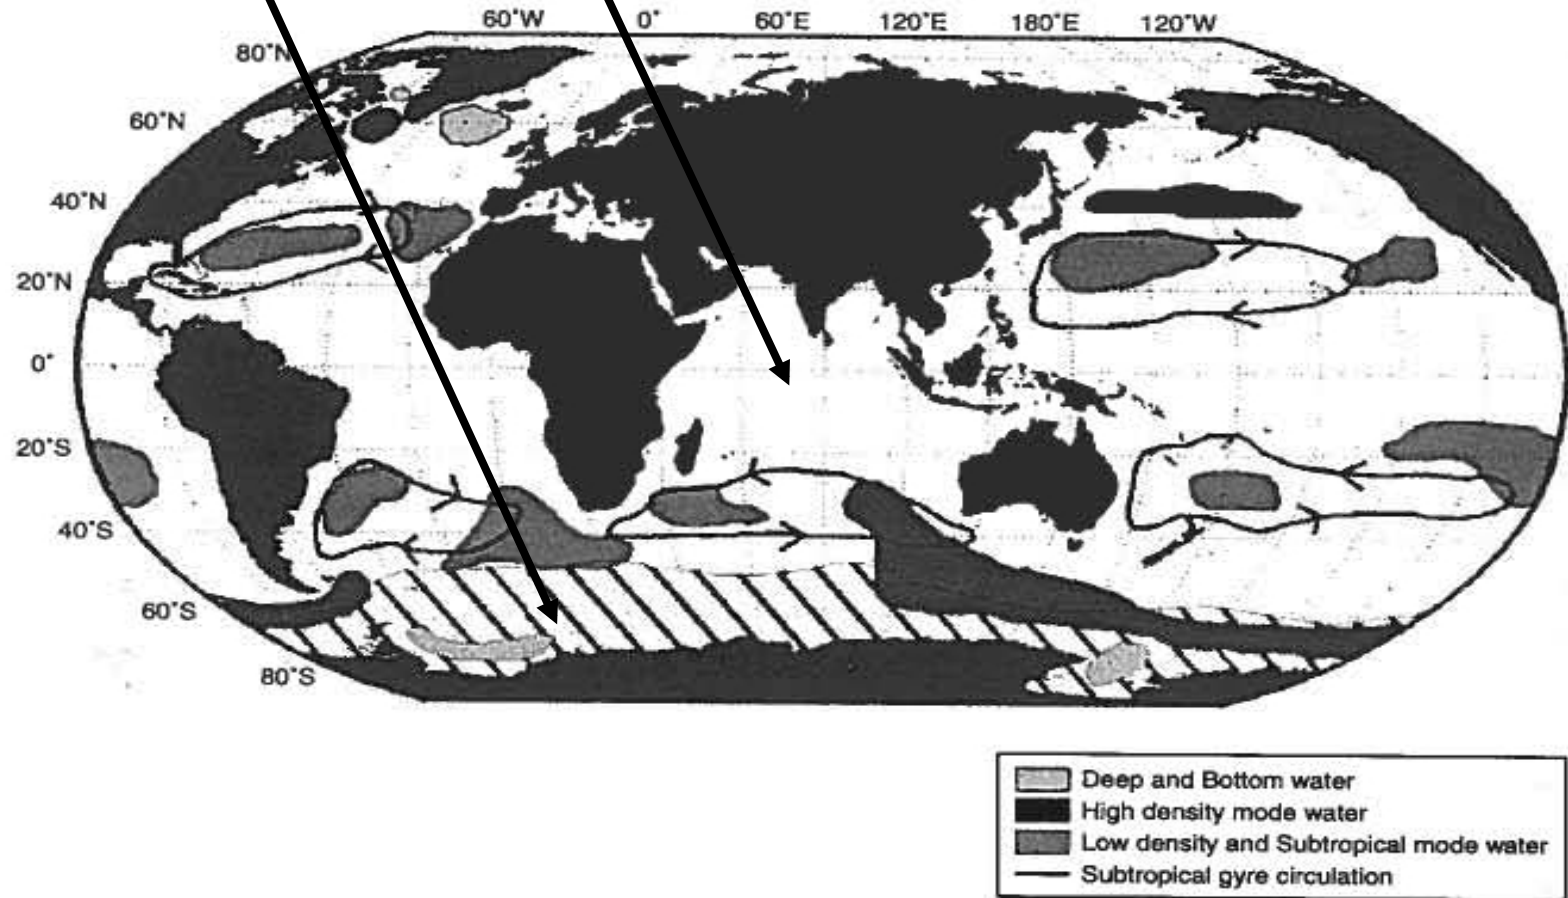 60˚W 0˚ 60˚E 120˚E 180˚E 120˚W
80˚N
60˚N
40˚N
20˚N
0˚
20˚S
40˚S
60˚S
80˚S
Deep and Bottom water
High density mode water
Low density and Subtropical mode water
Subtropical gyre circulation